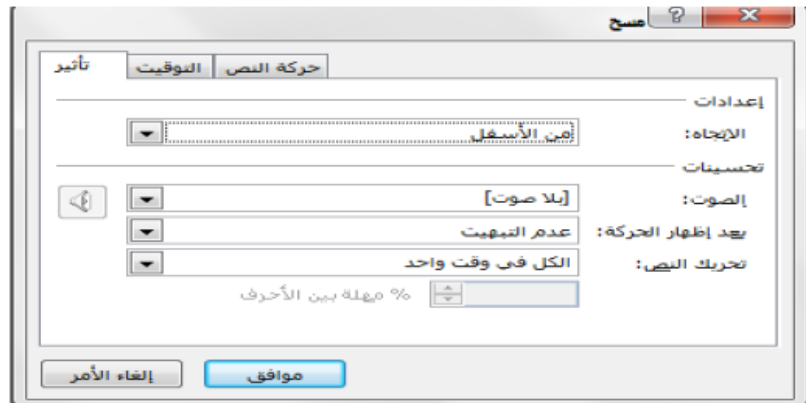 مسح
تأثير التوقيت حركة النص
إعدادات
الاتجاه: من الأسفل
تحسينات
الصوت: [بلا صوت]
بعد إظهار الحركة: عدم التبهيت
تحريك النص: الكل في وقت واحد
% مهلة بين الأحرف
موافق إلغاء الأمر